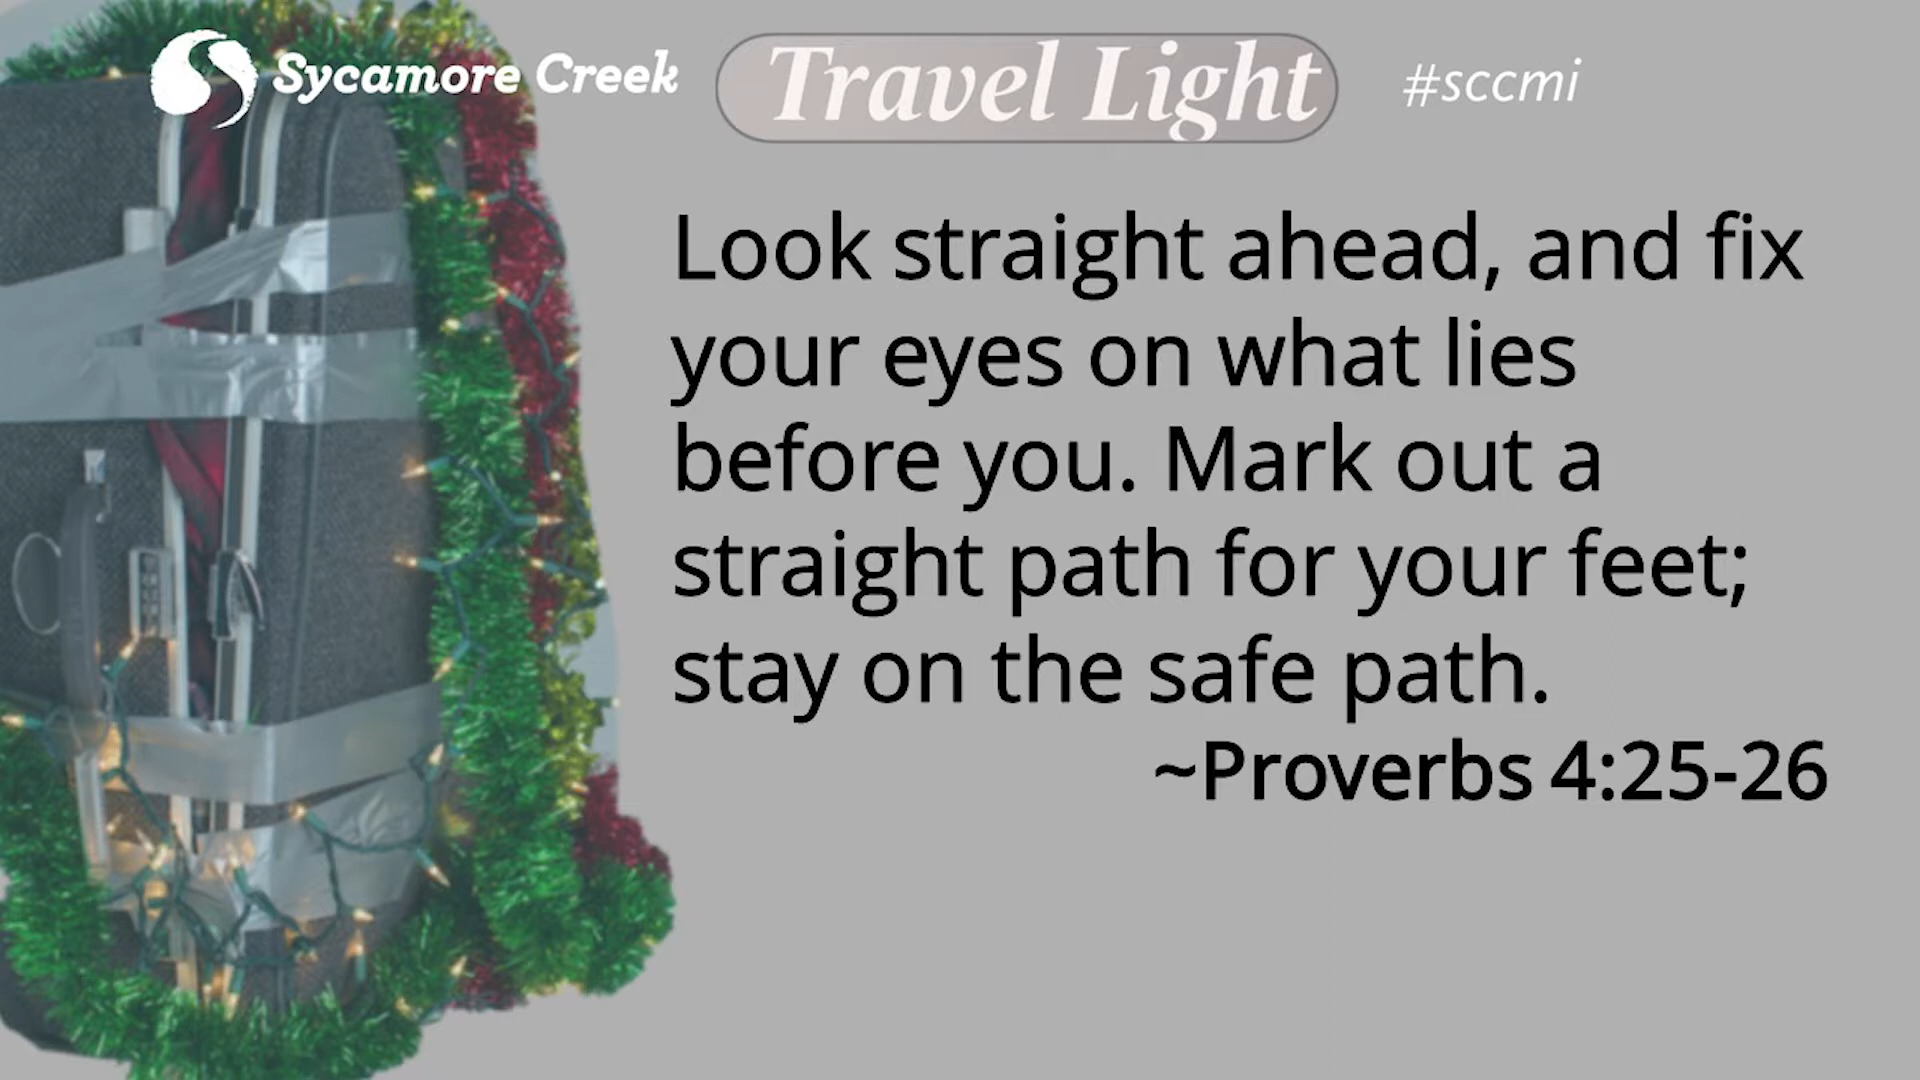 Sycamore Creek
Travel Light
#sccmi
Look straight ahead, and fix
your eyes on what lies
before you. Mark out a
straight path for your feet;
stay on the safe path.
~Proverbs 4:25-26